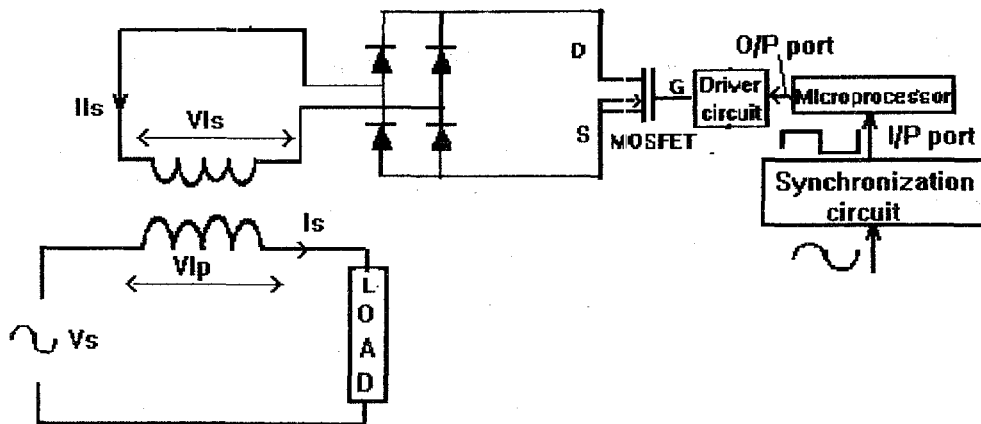 IIs
VIs
D
S
G
MOSFET
Driver
circuit
O/P port
Microprocessor
I/P port
Synchronization
circuit
Is
VIp
Vs
L
O
A
D